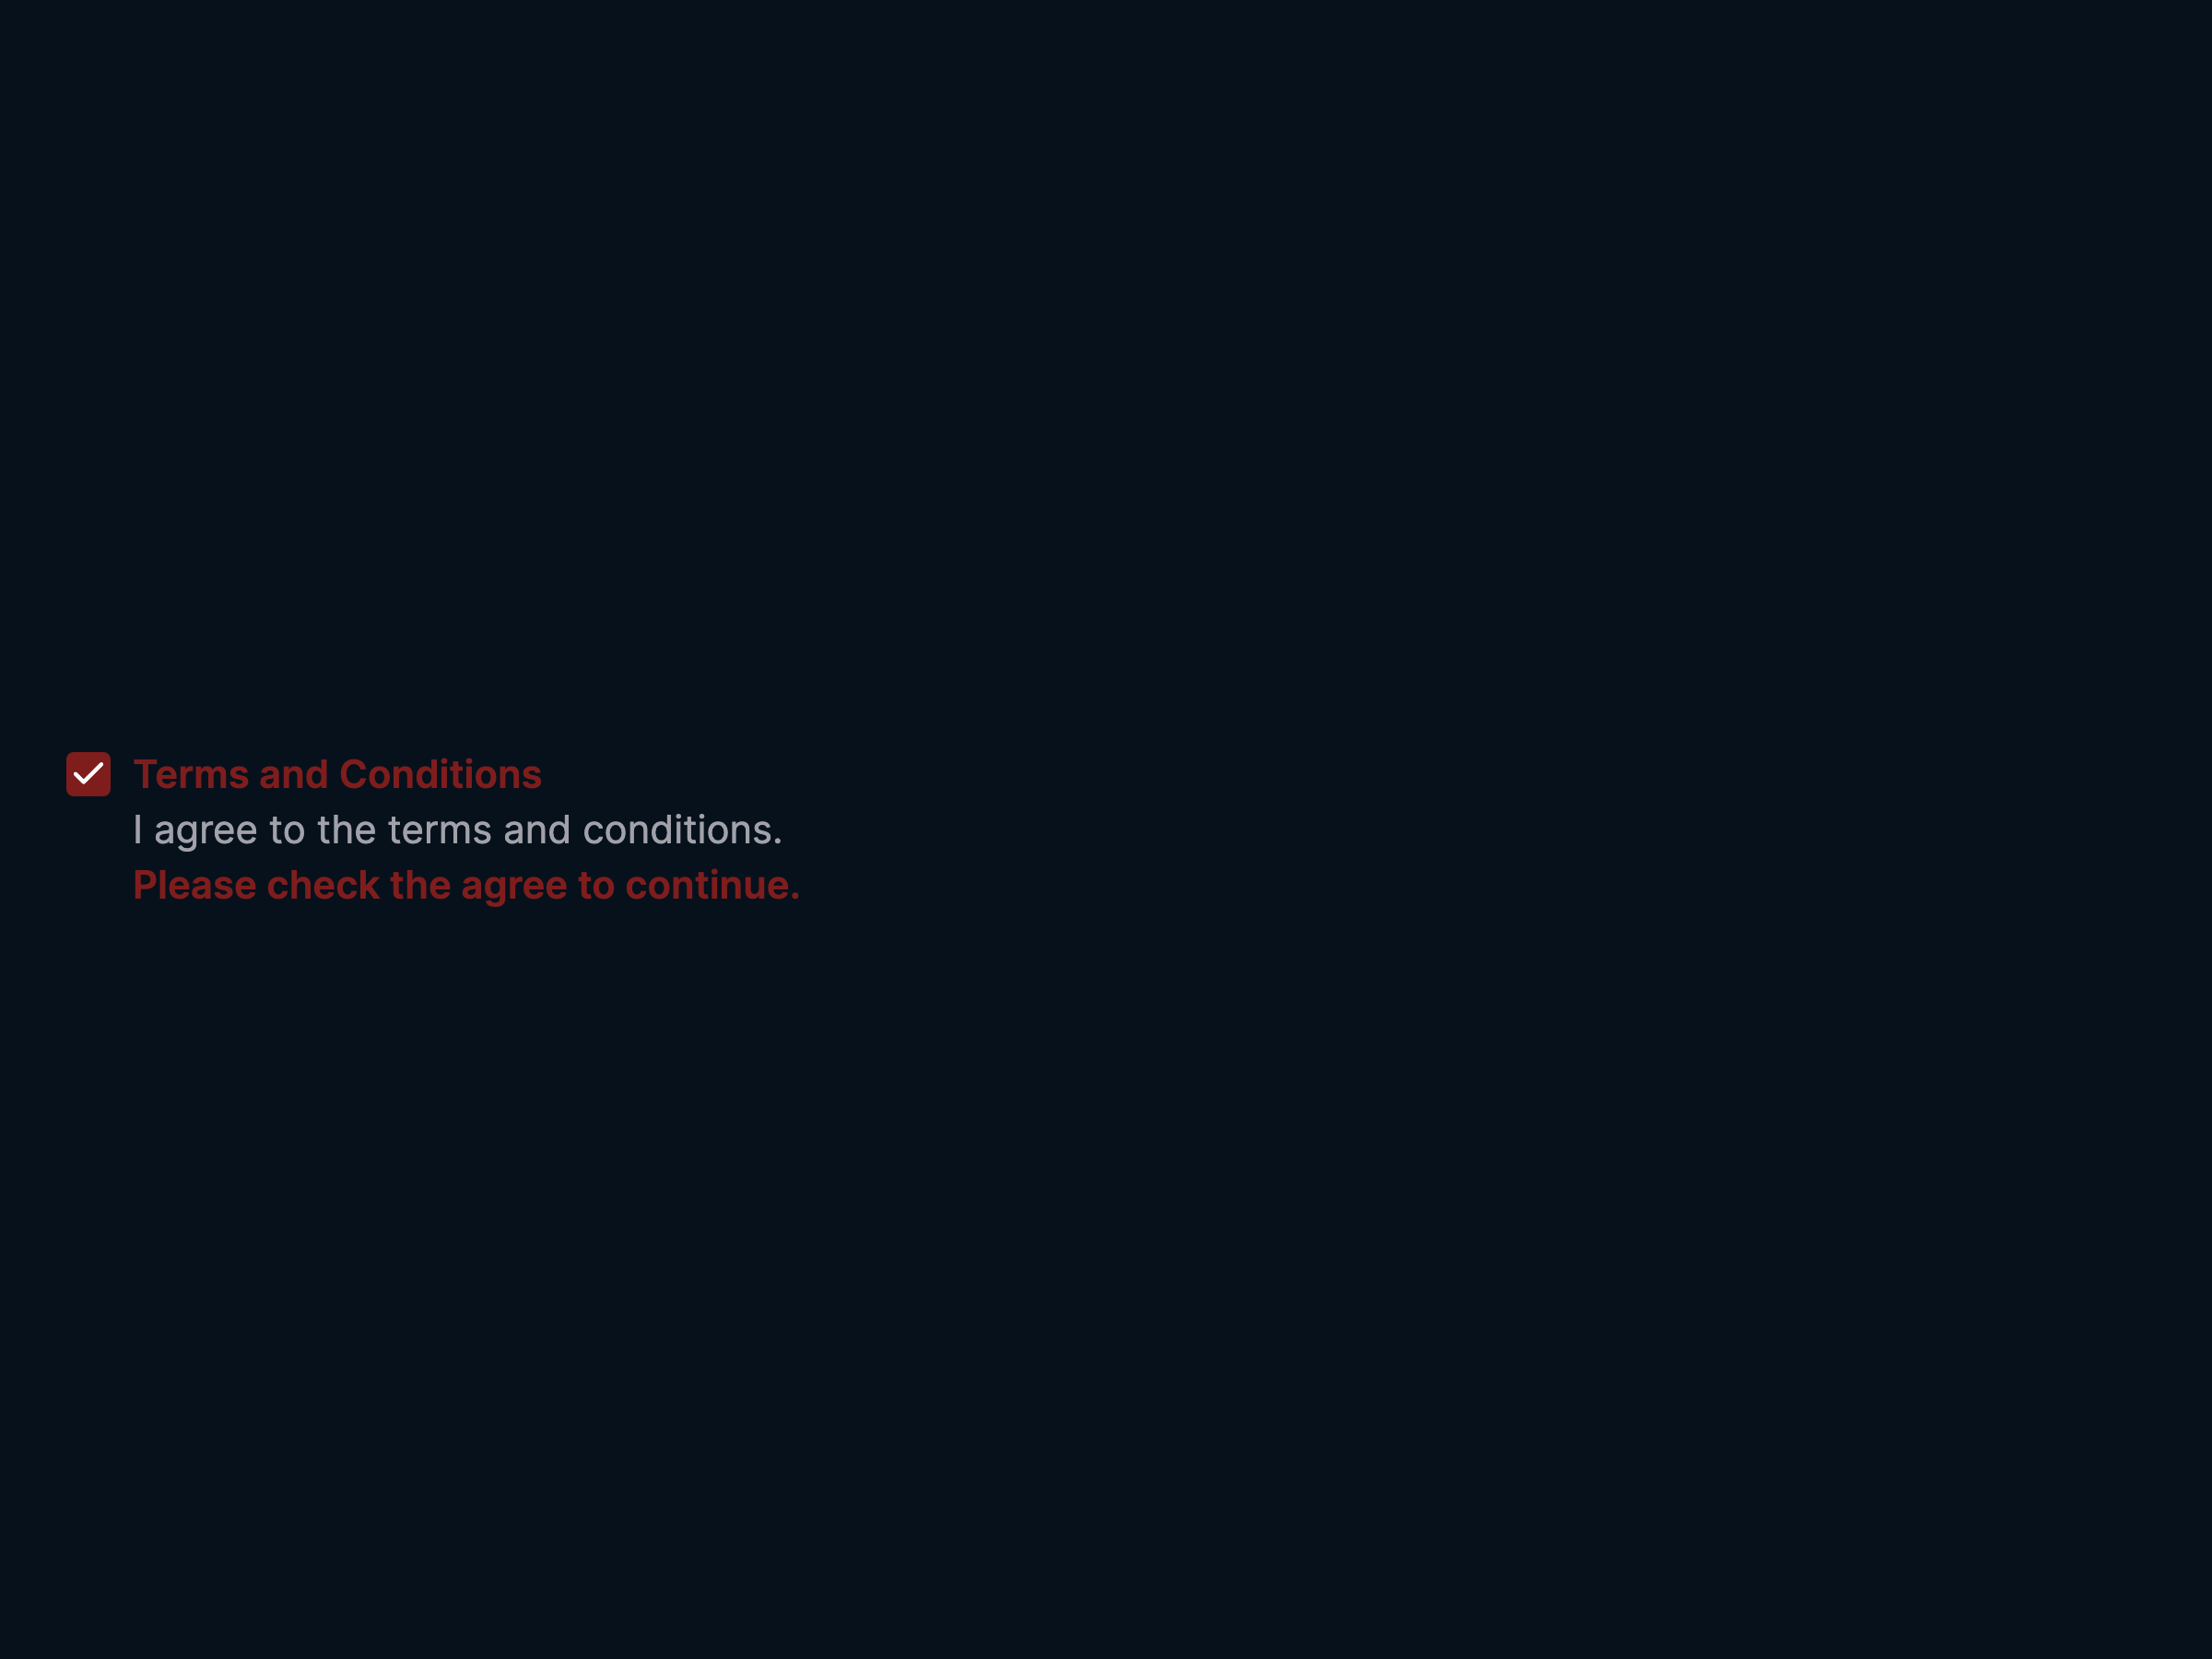 Terms and Conditions
I agree to the terms and conditions.
Please check the agree to continue.